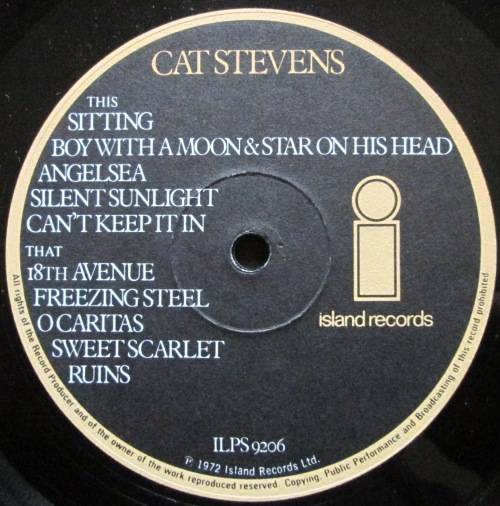 CAT STEVENS
THIS
SITTING
BOY WITH A MOON & STAR ON HIS HEAD
ANGELSEA
SILENT SUNLIGHT
CAN'T KEEP IT IN
THAT
18TH AVENUE
FREEZING STEEL
O CARITAS
SWEET SCARLET
RUINS
i
island records
ILPS 9206
℗ 1972 Island Records Ltd.
All rights of the Record Producer and of the owner of the work reproduced reserved. Copying, Public Performance and Broadcasting of this record prohibited.